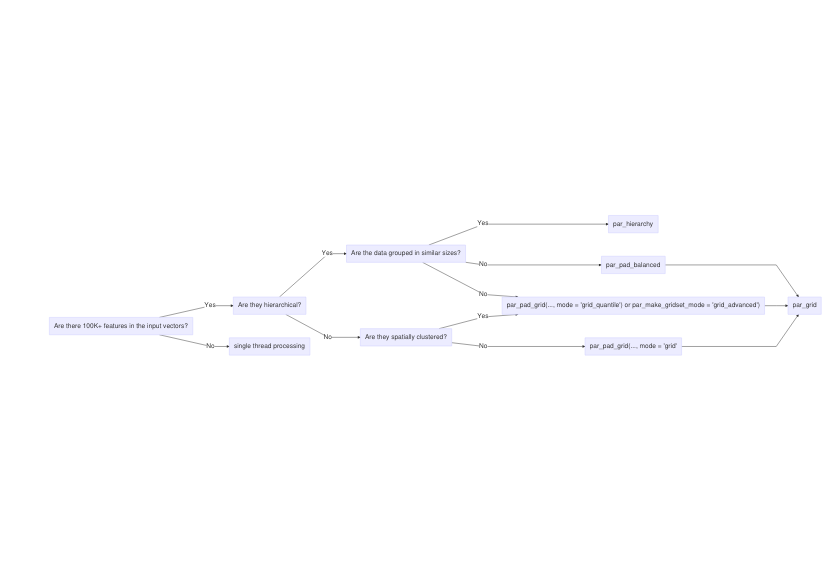 Yes
par_hierarchy
Yes
Are the data grouped in similar sizes?
No
par_pad_balanced
No
Yes
Are they hierarchical?
par_pad_grid(..., mode = 'grid_quantile') or par_make_gridset_mode = 'grid_advanced')
par_grid
Are there 100K+ features in the input vectors?
Yes
No
Are they spatially clustered?
No
single thread processing
No
par_pad_grid(..., mode = 'grid'